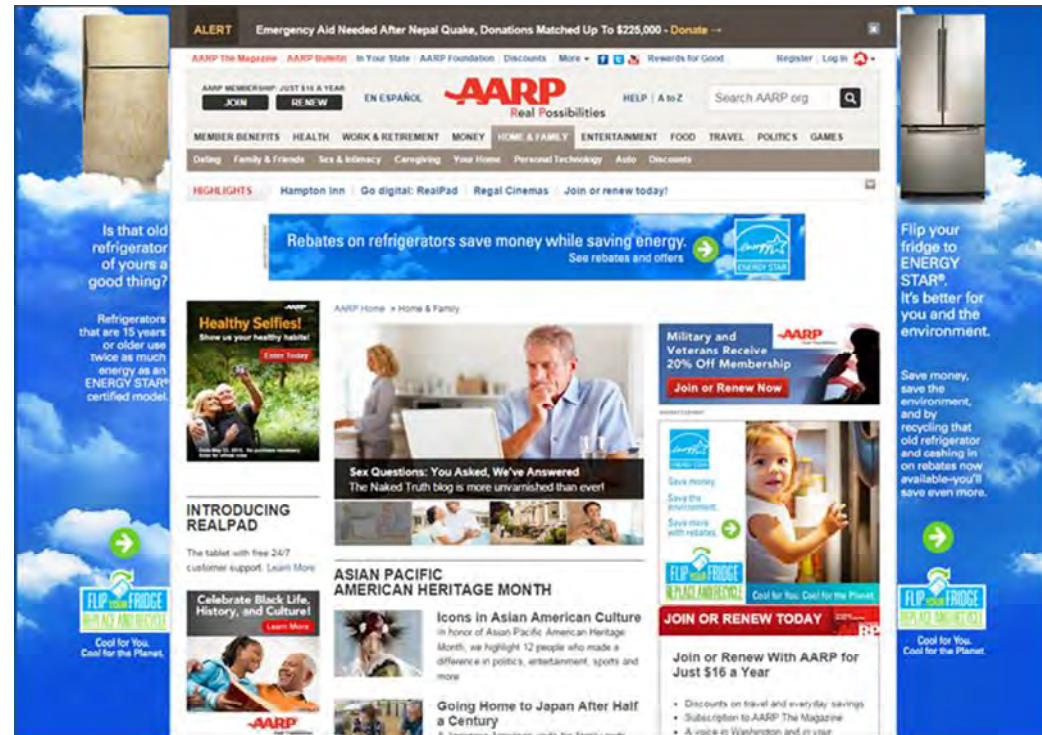 ALERT Emergency Aid Needed After Nepal Quake, Donations Matched Up To $225,000 - Donate →
AARP The Magazine AARP Bulletin In Your State AARP Foundation Discounts More Rewards for Good Register Log In
AARP MEMBERSHIP: JUST $16 A YEAR
JOIN RENEW EN ESPAÑOL AARP HELP A to Z Search AARP.org
Real Possibilities
MEMBER BENEFITS HEALTH WORK & RETIREMENT MONEY HOME & FAMILY ENTERTAINMENT FOOD TRAVEL POLITICS GAMES
Dating Family & Friends Sex & Intimacy Caregiving Your Home Personal Technology Auto Discounts
HIGHLIGHTS Hampton Inn Go digital: RealPad Regal Cinemas Join or renew today!
Is that old
refrigerator
of yours a
good thing?
Refrigerators
that are 15 years
or older use
twice as much
energy as an
ENERGY STAR®
certified model.
FLIP YOUR FRIDGE
REPLACE AND RECYCLE
Cool for You.
Cool for the Planet.
Rebates on refrigerators save money while saving energy.
See rebates and offers
ENERGY STAR
AARP
Healthy Selfies!
Show us your healthy habits!
Enter Today
INTRODUCING
REALPAD
The tablet with free 24/7
customer support. Learn More
Celebrate Black Life,
History, and Culture!
Learn More
AARP
AARP Home » Home & Family
Sex Questions: You Asked, We've Answered
The Naked Truth blog is more unvarnished than ever!
ASIAN PACIFIC
AMERICAN HERITAGE MONTH
Icons in Asian American Culture
In honor of Asian Pacific American Heritage
Month, we highlight 12 people who made a
difference in politics, entertainment, sports and
more
Going Home to Japan After Half
a Century
Military and
Veterans Receive
20% Off Membership
AARP
Join or Renew Now
ADVERTISEMENT
ENERGY STAR
Save money.
Save the
environment.
Save more
with rebates.
FLIP YOUR FRIDGE
REPLACE AND RECYCLE
Cool for You. Cool for the Planet.
JOIN OR RENEW TODAY
Join or Renew With AARP for
Just $16 a Year
• Discounts on travel and everyday savings
• Subscription to AARP The Magazine
• A voice in Washington and in your
Flip your
fridge to
ENERGY
STAR®.
It's better for
you and the
environment.
Save money,
save the
environment,
and by
recycling that
old refrigerator
and cashing in
on rebates now
available–you'll
save even more.
FLIP YOUR FRIDGE
REPLACE AND RECYCLE
Cool for You.
Cool for the Planet.